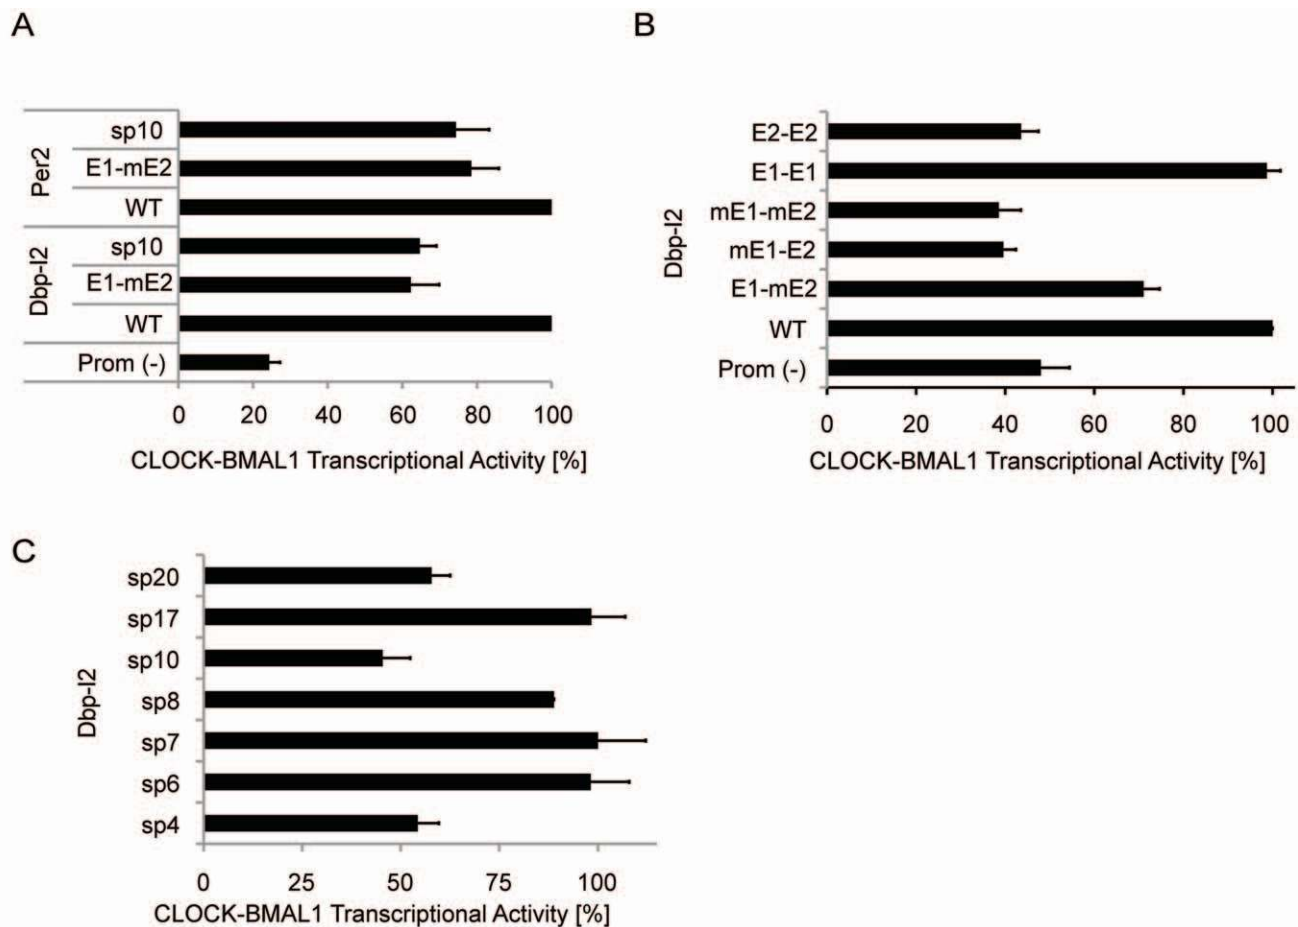 A
Per2
sp10
E1-mE2
WT
Dbp-I2
sp10
E1-mE2
WT
Prom (-)
0 20 40 60 80 100
CLOCK-BMAL1 Transcriptional Activity [%]
B
Dbp-I2
E2-E2
E1-E1
mE1-mE2
mE1-E2
E1-mE2
WT
Prom (-)
0 20 40 60 80 100
CLOCK-BMAL1 Transcriptional Activity [%]
C
Dbp-I2
sp20
sp17
sp10
sp8
sp7
sp6
sp4
0 25 50 75 100
CLOCK-BMAL1 Transcriptional Activity [%]